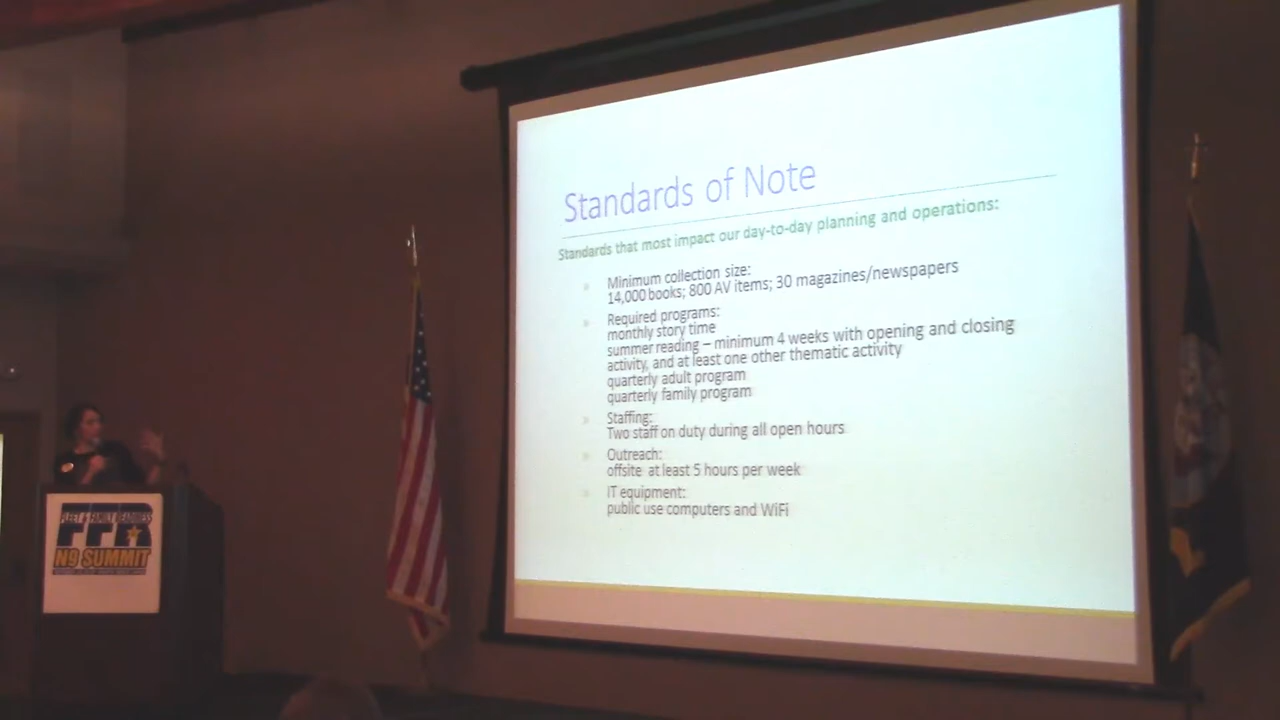 Standards of Note
Standards that most impact our day-to-day planning and operations:
Minimum collection size:
14,000 books; 800 AV items; 30 magazines/newspapers
Required programs:
monthly story time
summer reading – minimum 4 weeks with opening and closing
activity, and at least one other thematic activity
quarterly adult program
quarterly family program
Staffing:
Two staff on duty during all open hours
Outreach:
offsite at least 5 hours per week
IT equipment:
public use computers and WiFi
FLEET & FAMILY READINESS
FFR
N9 SUMMIT